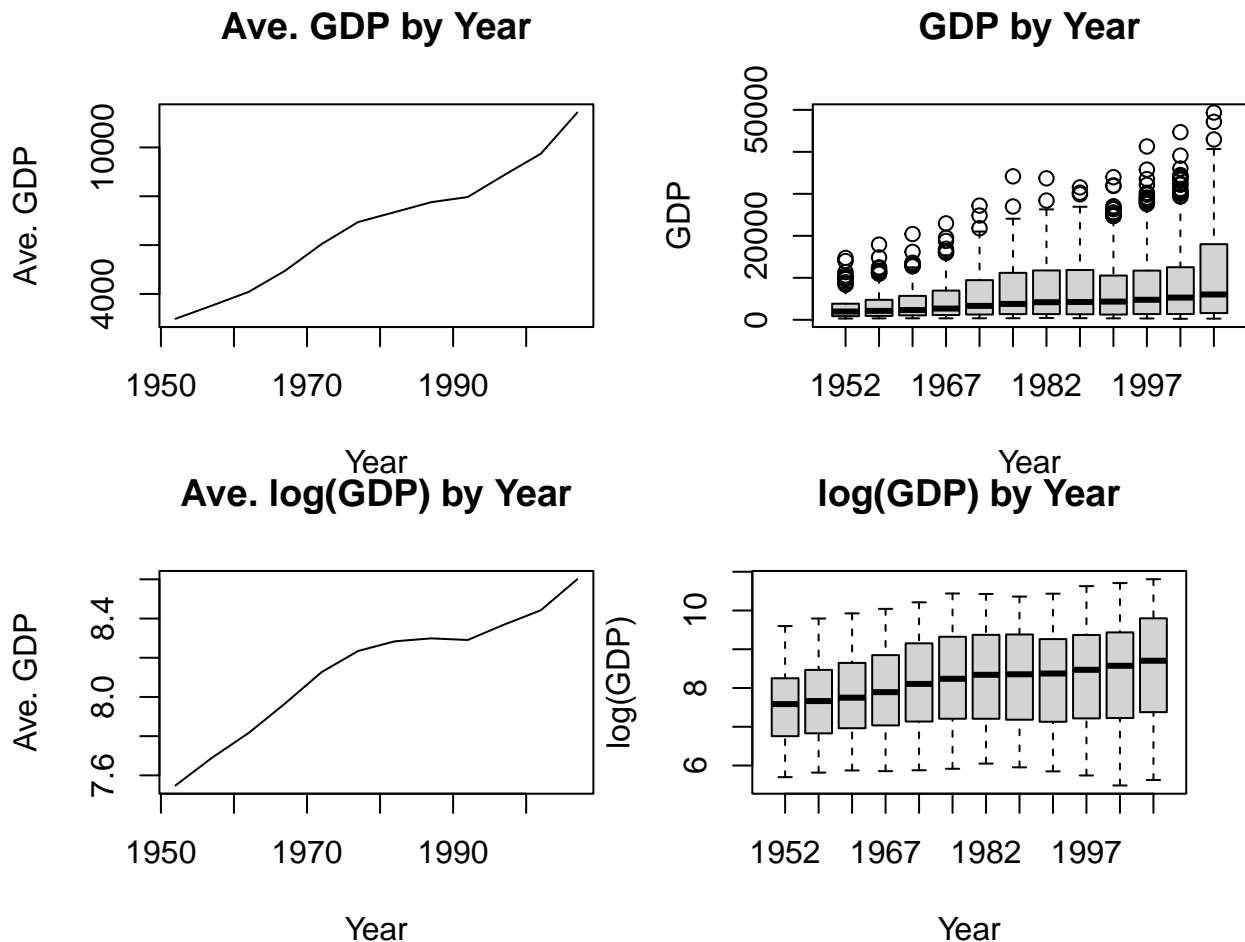 Ave. GDP by Year
Ave. GDP
10000
4000
1950 1970 1990
Year
GDP by Year
GDP
50000
20000
0
1952 1967 1982 1997
Year
Ave. log(GDP) by Year
Ave. GDP
8.4
8.0
7.6
1950 1970 1990
Year
log(GDP) by Year
log(GDP)
10
8
6
1952 1967 1982 1997
Year